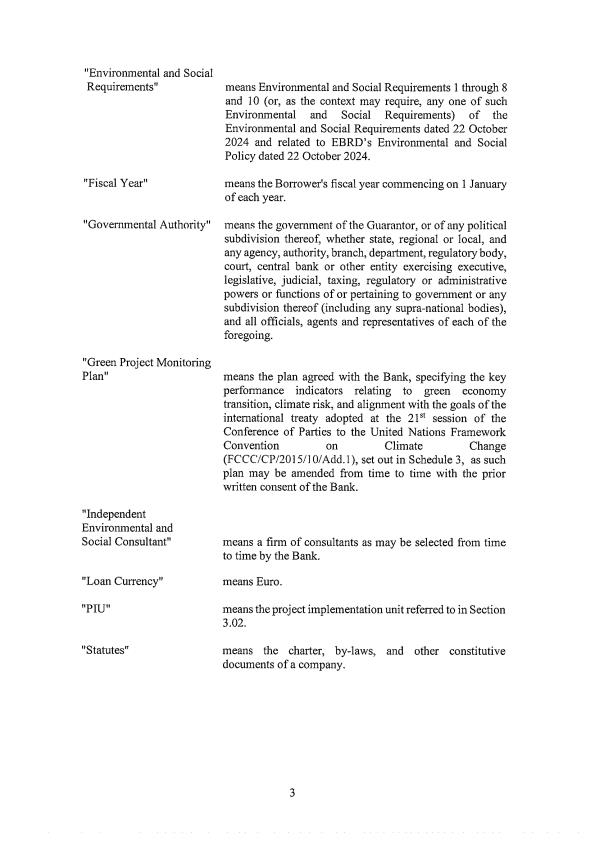 "Environmental and Social
Requirements"
means Environmental and Social Requirements 1 through 8
and 10 (or, as the context may require, any one of such
Environmental and Social Requirements) of the
Environmental and Social Requirements dated 22 October
2024 and related to EBRD's Environmental and Social
Policy dated 22 October 2024.
"Fiscal Year" means the Borrower's fiscal year commencing on 1 January
of each year.
"Governmental Authority" means the government of the Guarantor, or of any political
subdivision thereof, whether state, regional or local, and
any agency, authority, branch, department, regulatory body,
court, central bank or other entity exercising executive,
legislative, judicial, taxing, regulatory or administrative
powers or functions of or pertaining to government or any
subdivision thereof (including any supra-national bodies),
and all officials, agents and representatives of each of the
foregoing.
"Green Project Monitoring
Plan" means the plan agreed with the Bank, specifying the key
performance indicators relating to green economy
transition, climate risk, and alignment with the goals of the
international treaty adopted at the 21st session of the
Conference of Parties to the United Nations Framework
Convention on Climate Change
(FCCC/CP/2015/10/Add.1), set out in Schedule 3, as such
plan may be amended from time to time with the prior
written consent of the Bank.
"Independent
Environmental and
Social Consultant" means a firm of consultants as may be selected from time
to time by the Bank.
"Loan Currency" means Euro.
"PIU" means the project implementation unit referred to in Section
3.02.
"Statutes" means the charter, by-laws, and other constitutive
documents of a company.
3